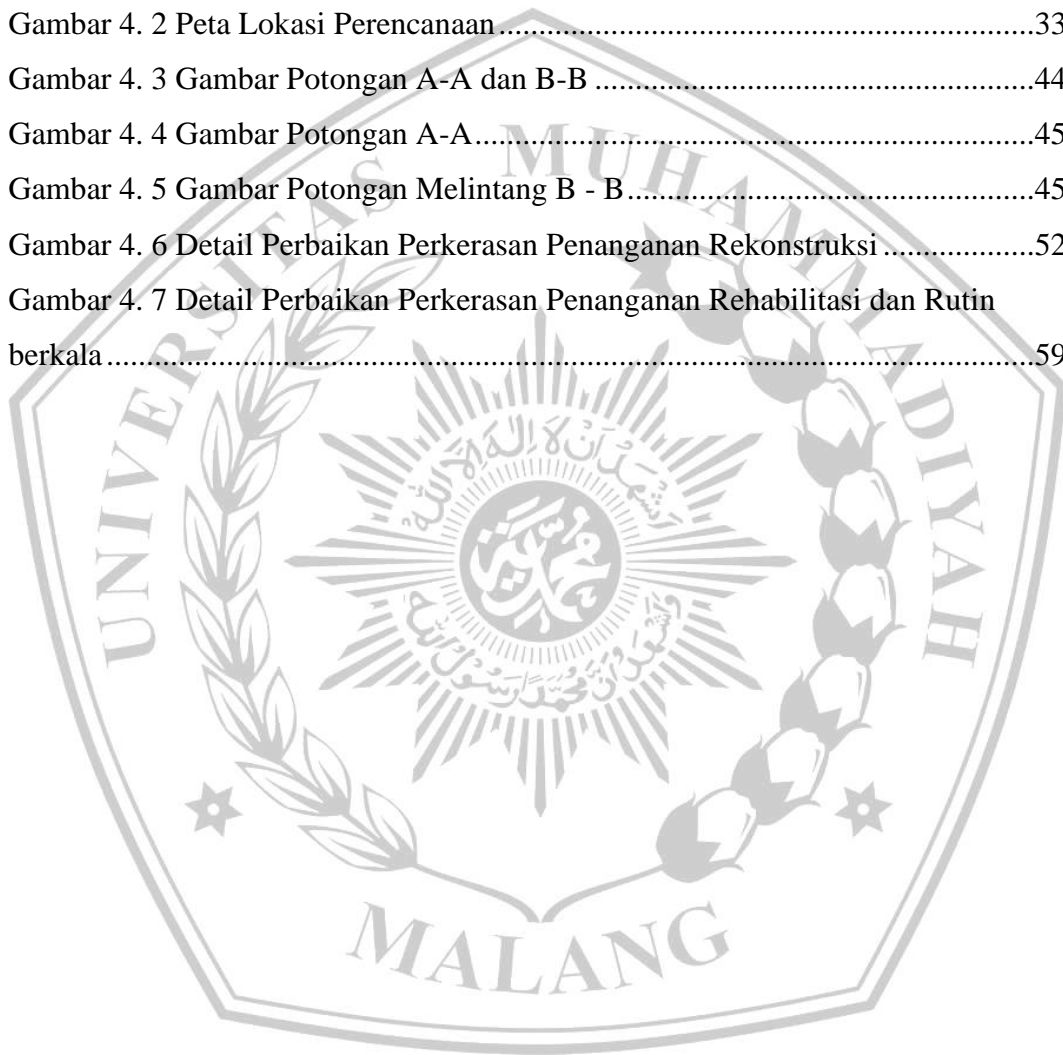 Gambar 4. 2 Peta Lokasi Perencanaan....................................................................33
Gambar 4. 3 Gambar Potongan A-A dan B-B ........................................................44
Gambar 4. 4 Gambar Potongan A-A.......................................................................45
Gambar 4. 5 Gambar Potongan Melintang B - B....................................................45
Gambar 4. 6 Detail Perbaikan Perkerasan Penanganan Rekonstruksi ...................52
Gambar 4. 7 Detail Perbaikan Perkerasan Penanganan Rehabilitasi dan Rutin
berkala......................................................................................................................59
UNIVERSITAS MUHAMMADIYAH
MALANG